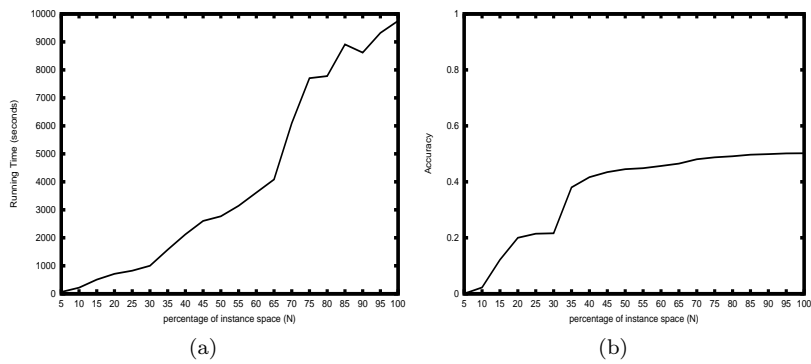 10000
9000
8000
7000
6000
5000
4000
3000
2000
1000
0
Running Time (seconds)
5 10 15 20 25 30 35 40 45 50 55 60 65 70 75 80 85 90 95 100
percentage of instance space (N)
(a)
1
0.8
0.6
0.4
0.2
0
Accuracy
5 10 15 20 25 30 35 40 45 50 55 60 65 70 75 80 85 90 95 100
percentage of instance space (N)
(b)